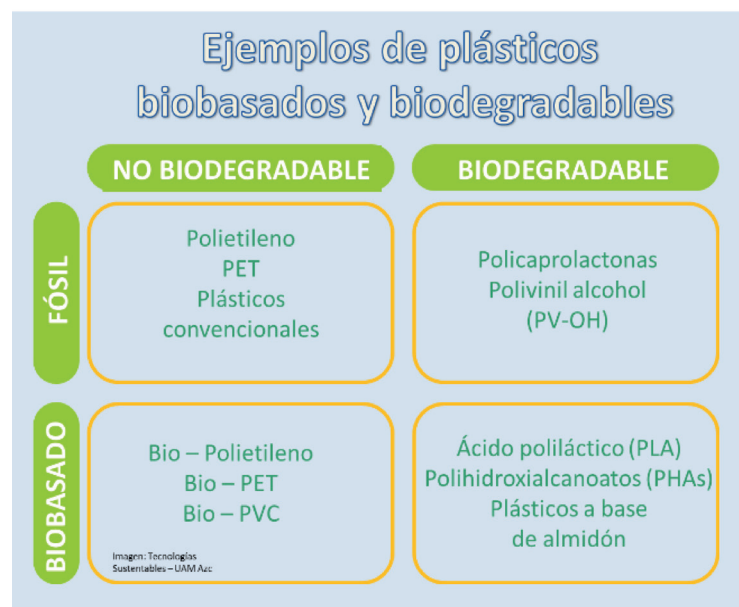 Ejemplos de plásticos
biobasados y biodegradables
NO BIODEGRADABLE
BIODEGRADABLE
FÓSIL
Polietileno
PET
Plásticos
convencionales
Policaprolactonas
Polivinil alcohol
(PV-OH)
BIOBASADO
Bio – Polietileno
Bio – PET
Bio – PVC
Imagen: Tecnologías
Sustentables – UAM Azc
Ácido poliláctico (PLA)
Polihidroxialcanoatos (PHAs)
Plásticos a base
de almidón